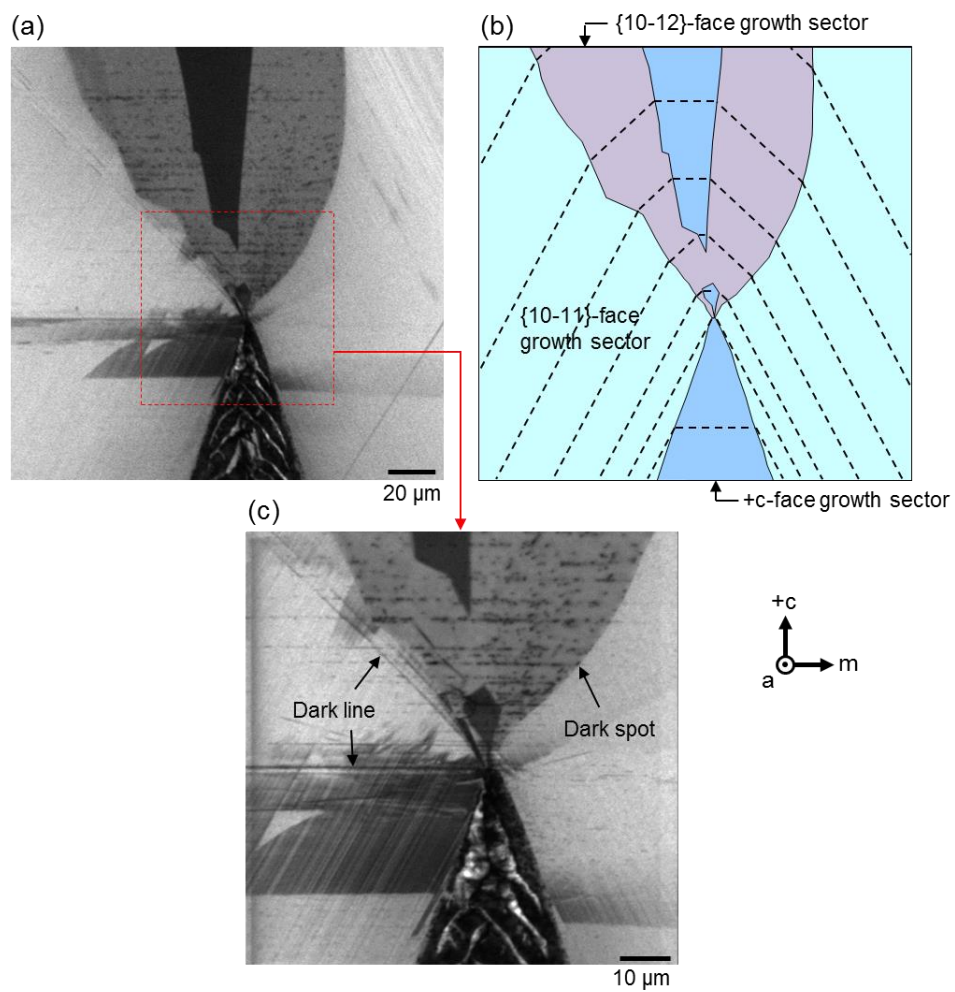 (a)
(b)
{10-12}-face growth sector
{10-11}-face
growth sector
20 μm
+c-face growth sector
(c)
Dark line
Dark spot
10 μm
+c
a
m